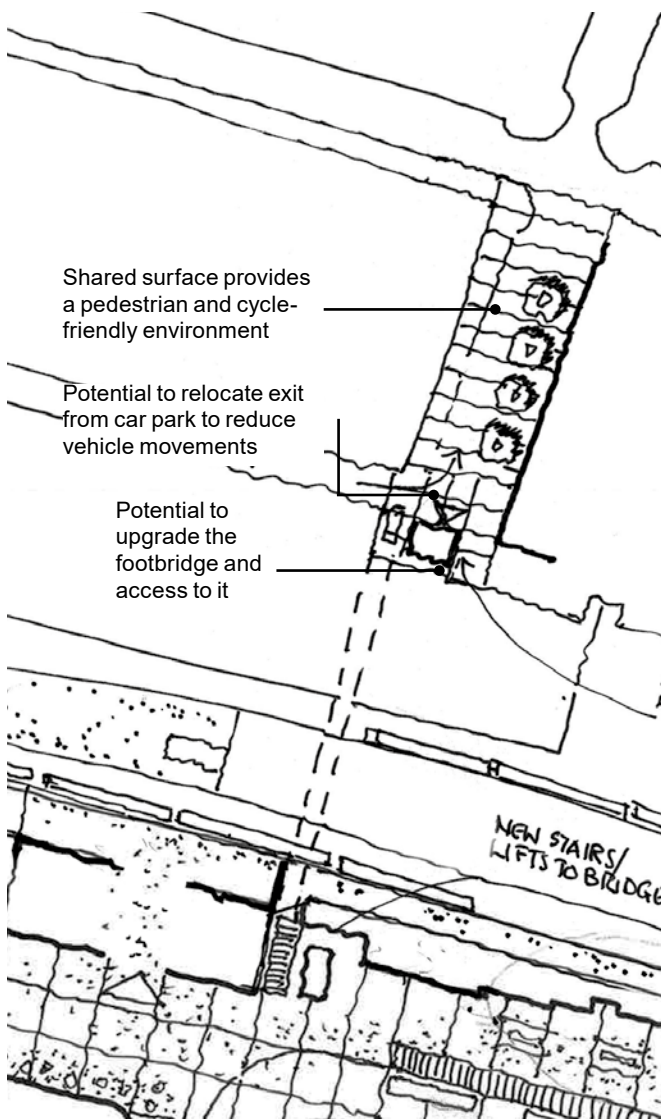 Shared surface provides
a pedestrian and cycle-
friendly environment
Potential to relocate exit
from car park to reduce
vehicle movements
Potential to
upgrade the
footbridge and
access to it
NEW STAIRS/
LIFTS TO BRIDGE